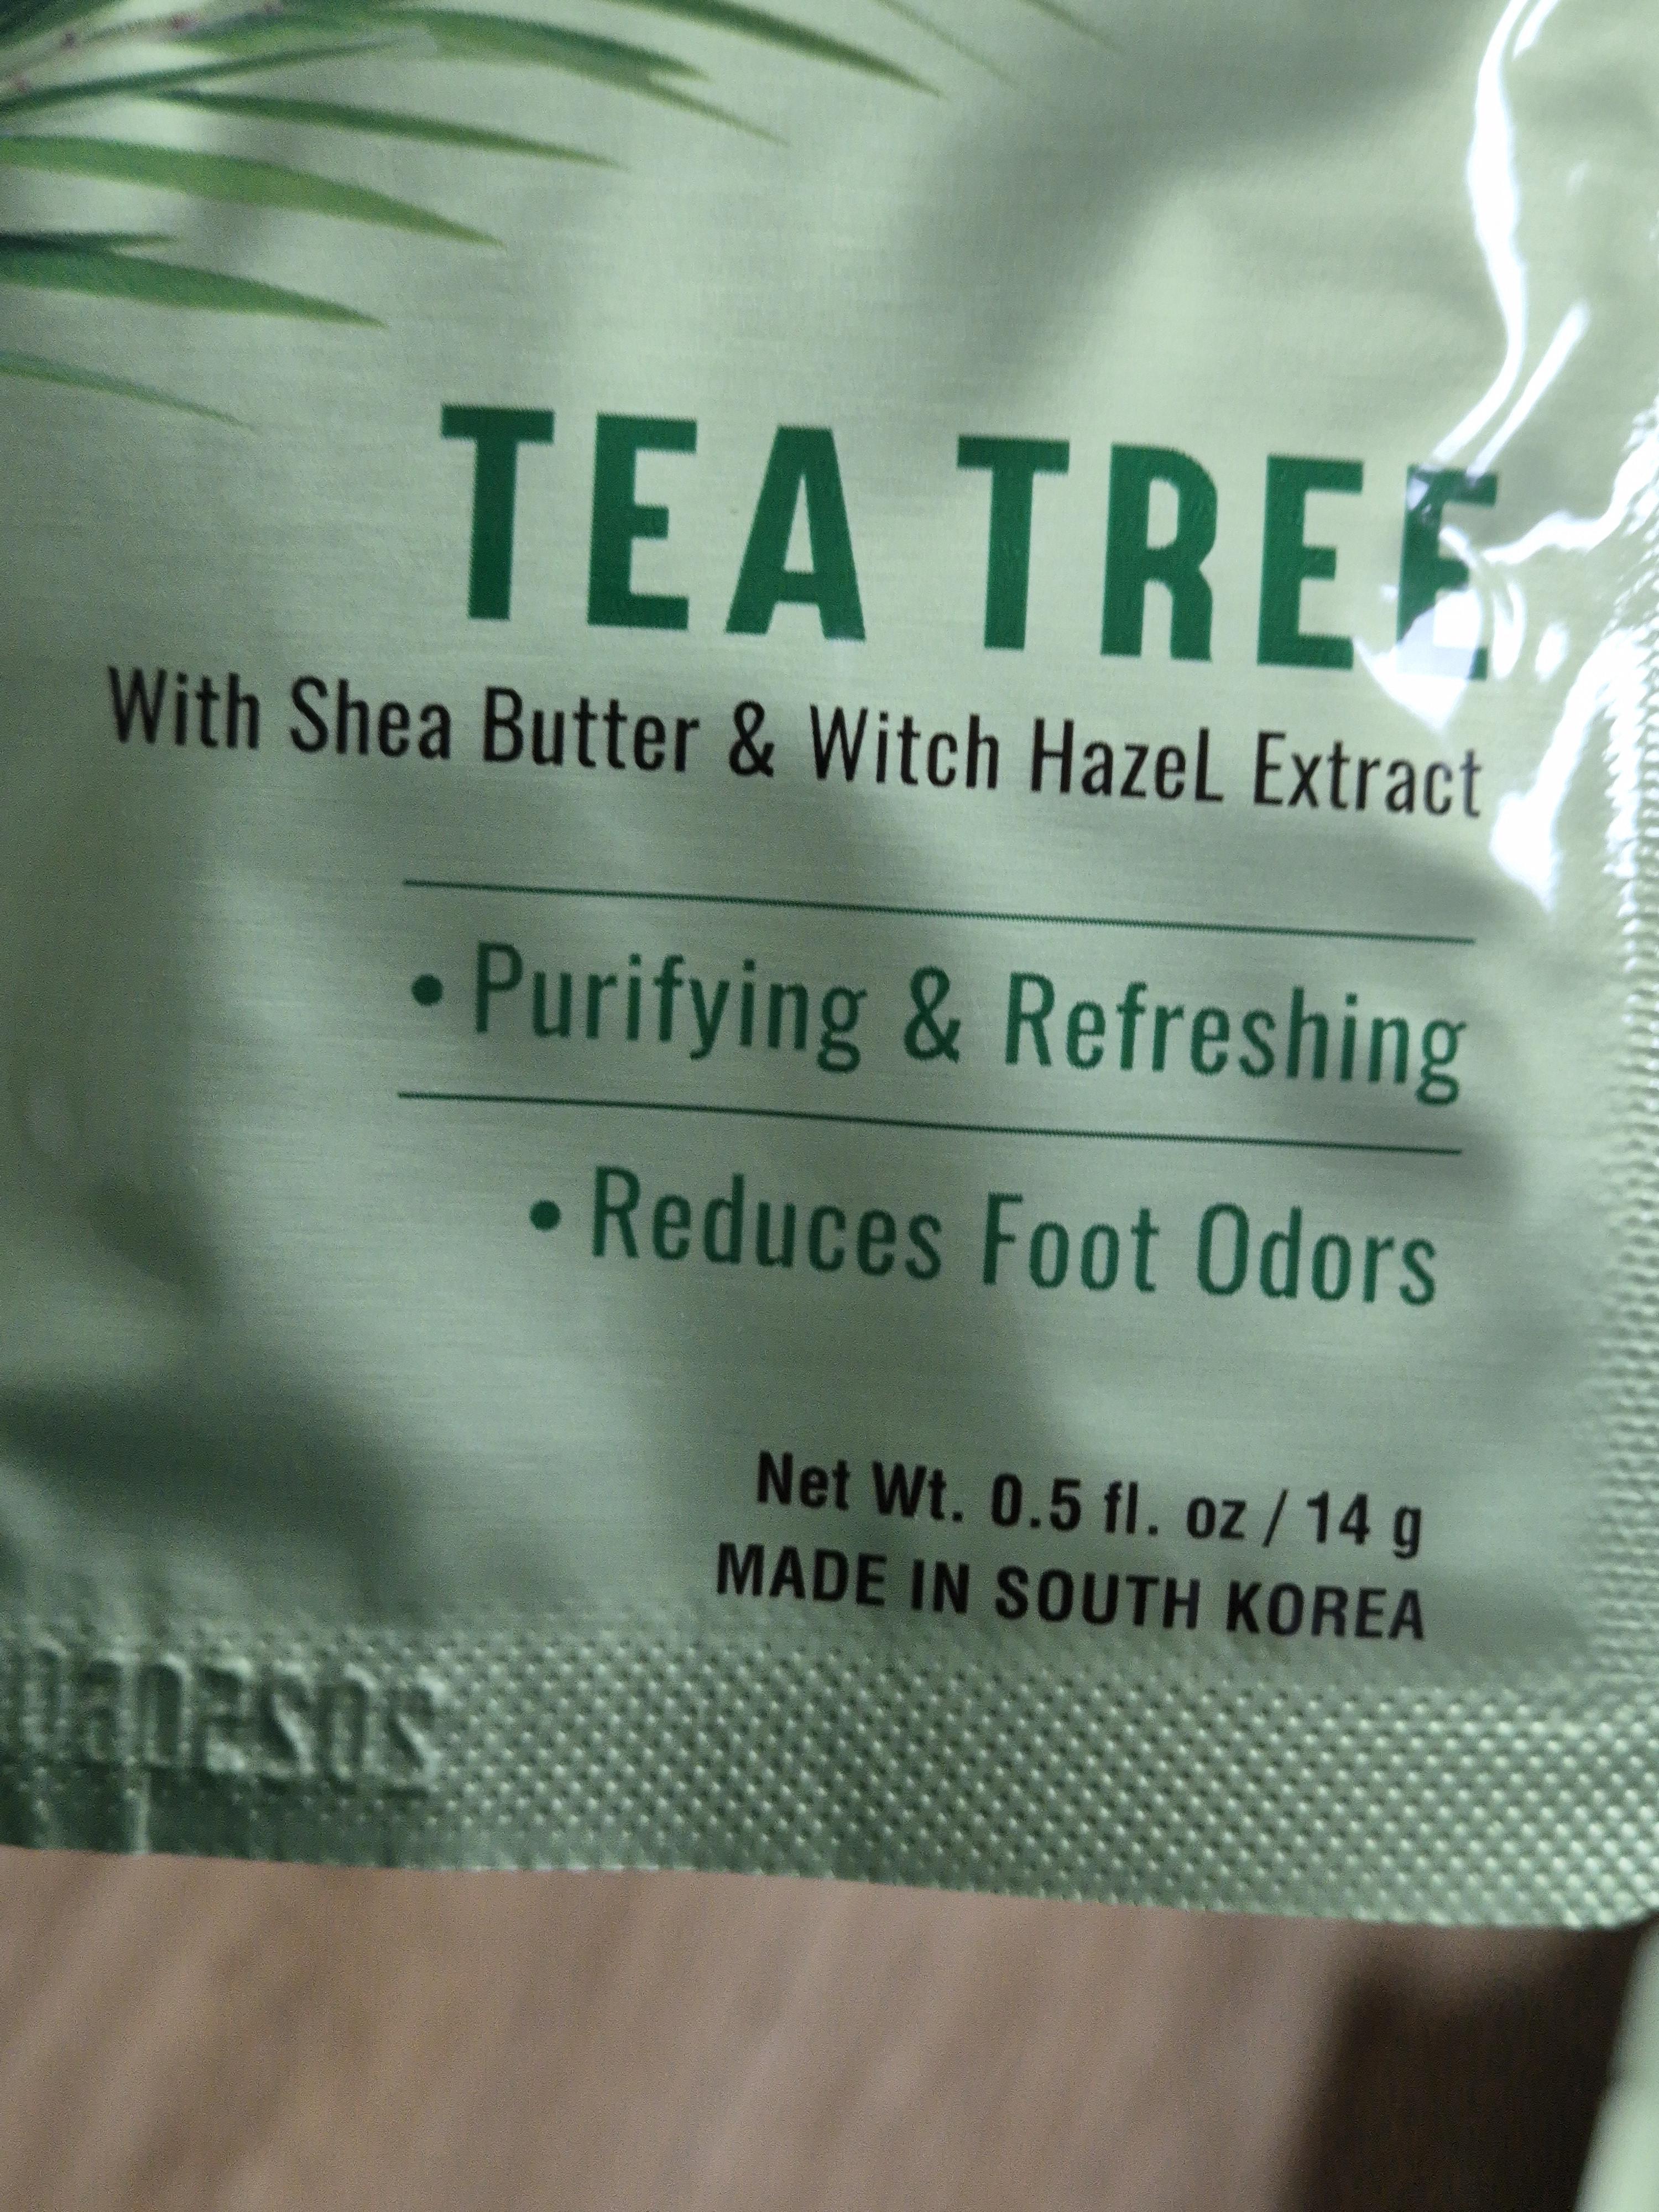 TEA TREE
With Shea Butter & Witch HazeL Extract
• Purifying & Refreshing
• Reduces Foot Odors
Net Wt. 0.5 fl. oz / 14 g
MADE IN SOUTH KOREA